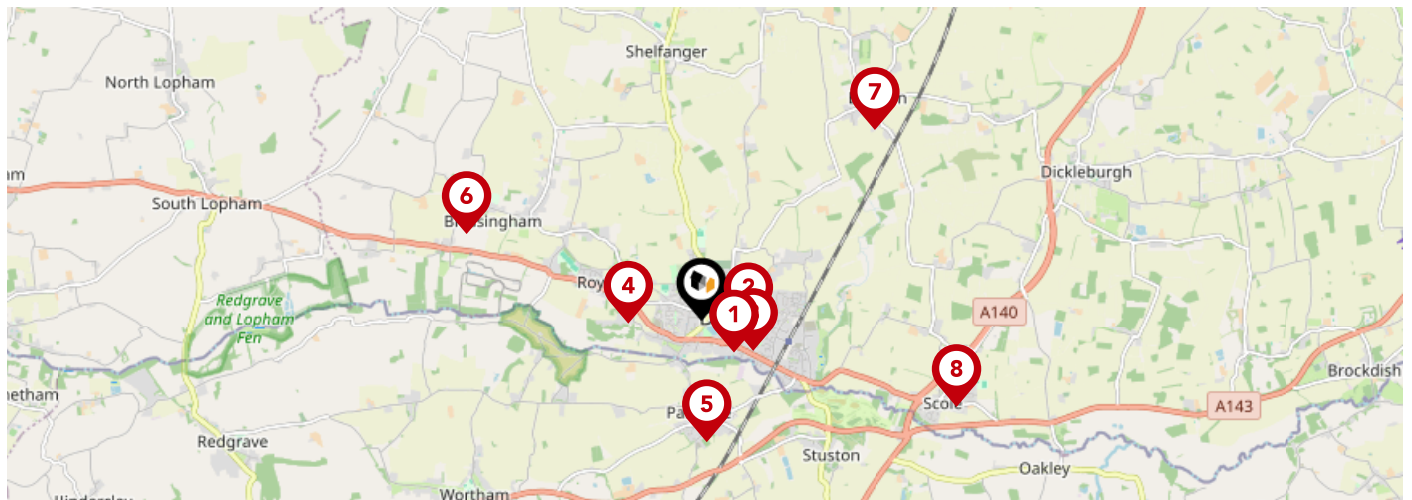 Shelfanger
North Lopham
7
Dickleburgh
6
South Lopham
2
4
Redgrave
and Lopham
Fen
1
A140
8
Brockdish
5
A143
Redgrave
Stuston
Oakley
Wortham